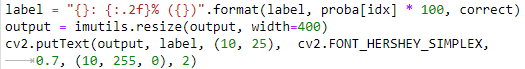 label = "{}: {:.2f}% ({})".format(label, proba[idx] * 100, correct)
output = imutils.resize(output, width=400)
cv2.putText(output, label, (10, 25),  cv2.FONT_HERSHEY_SIMPLEX,
	0.7, (10, 255, 0), 2)